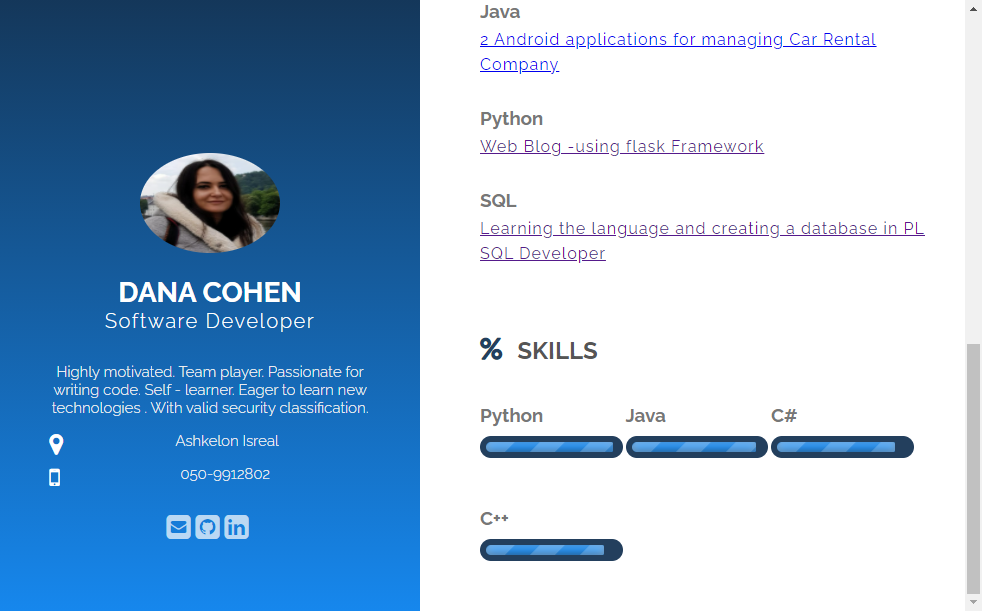 DANA COHEN
Software Developer
Highly motivated. Team player. Passionate for
writing code. Self - learner. Eager to learn new
technologies . With valid security classification.
Ashkelon Isreal
050-9912802
in
Java
2 Android applications for managing Car Rental
Company
Python
Web Blog -using flask Framework
SQL
Learning the language and creating a database in PL
SQL Developer
% SKILLS
Python Java C#
C++